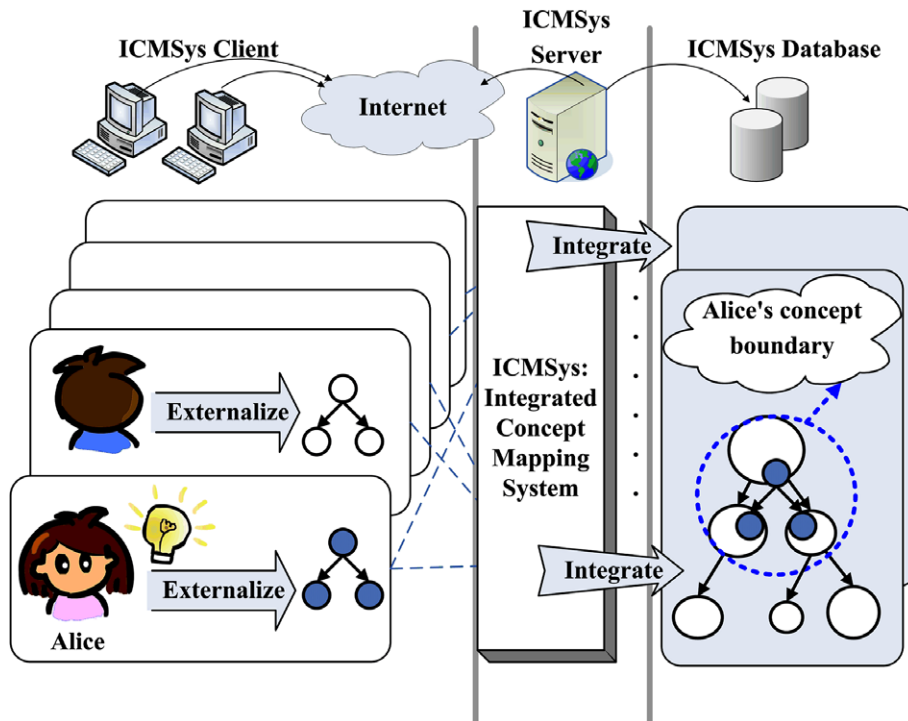 ICMSys Client
Internet
ICMSys
Server
ICMSys Database
Integrate
Alice's concept
boundary
ICMSys:
Integrated
Concept
Mapping
System
Externalize
Externalize
Integrate
Alice